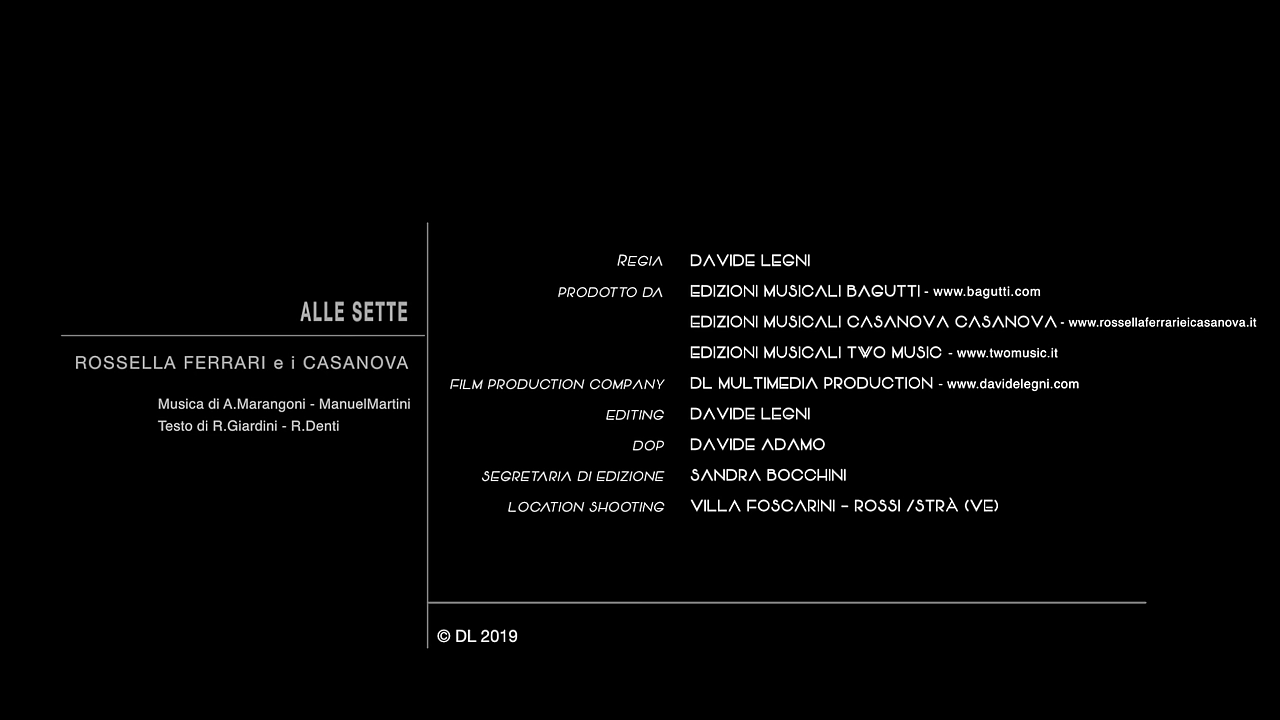 ALLE SETTE
ROSSELLA FERRARI e i CASANOVA
Musica di A.Marangoni - ManuelMartini
Testo di R.Giardini - R.Denti
REGIA DAVIDE LEGNI
PRODOTTO DA EDIZIONI MUSICALI BAGUTTI - www.bagutti.com
EDIZIONI MUSICALI CASANOVA CASANOVA - www.rossellaferrarieicasanova.it
EDIZIONI MUSICALI TWO MUSIC - www.twomusic.it
FILM PRODUCTION COMPANY DL MULTIMEDIA PRODUCTION - www.davidelegni.com
EDITING DAVIDE LEGNI
DOP DAVIDE ADAMO
SEGRETARIA DI EDIZIONE SANDRA BOCCHINI
LOCATION SHOOTING VILLA FOSCARINI - ROSSI /STRÀ (VE)
© DL 2019